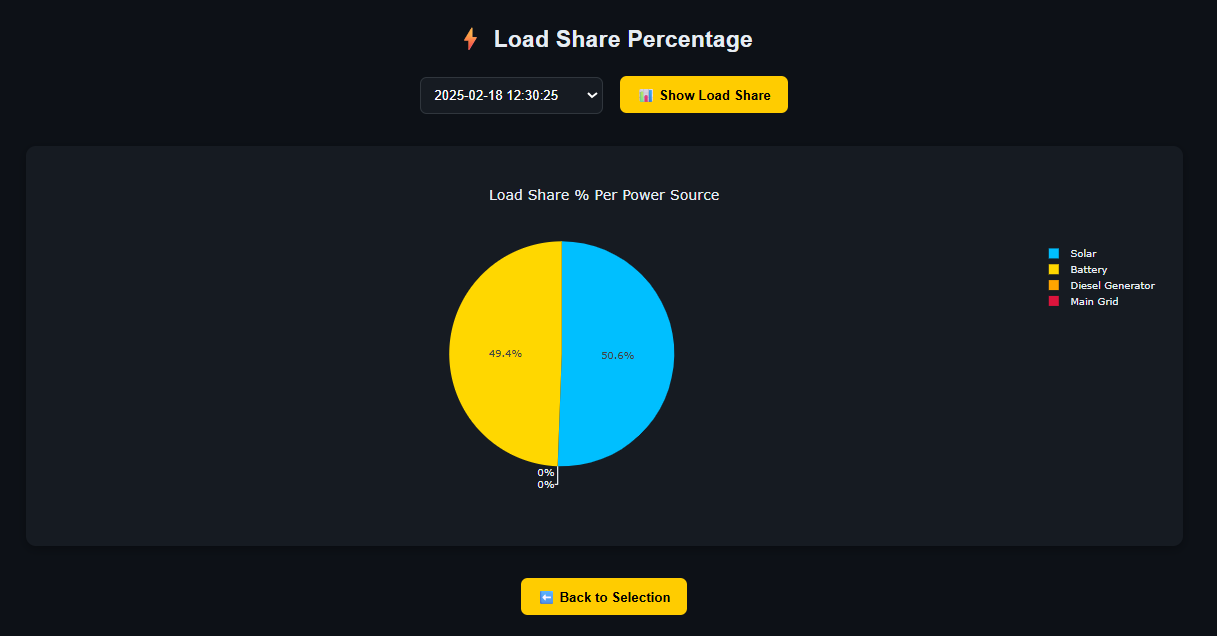 ⚡ Load Share Percentage
2025-02-18 12:30:25
📊 Show Load Share
Load Share % Per Power Source
Solar
Battery
Diesel Generator
Main Grid
49.4%
50.6%
0%
0%
⬅️ Back to Selection